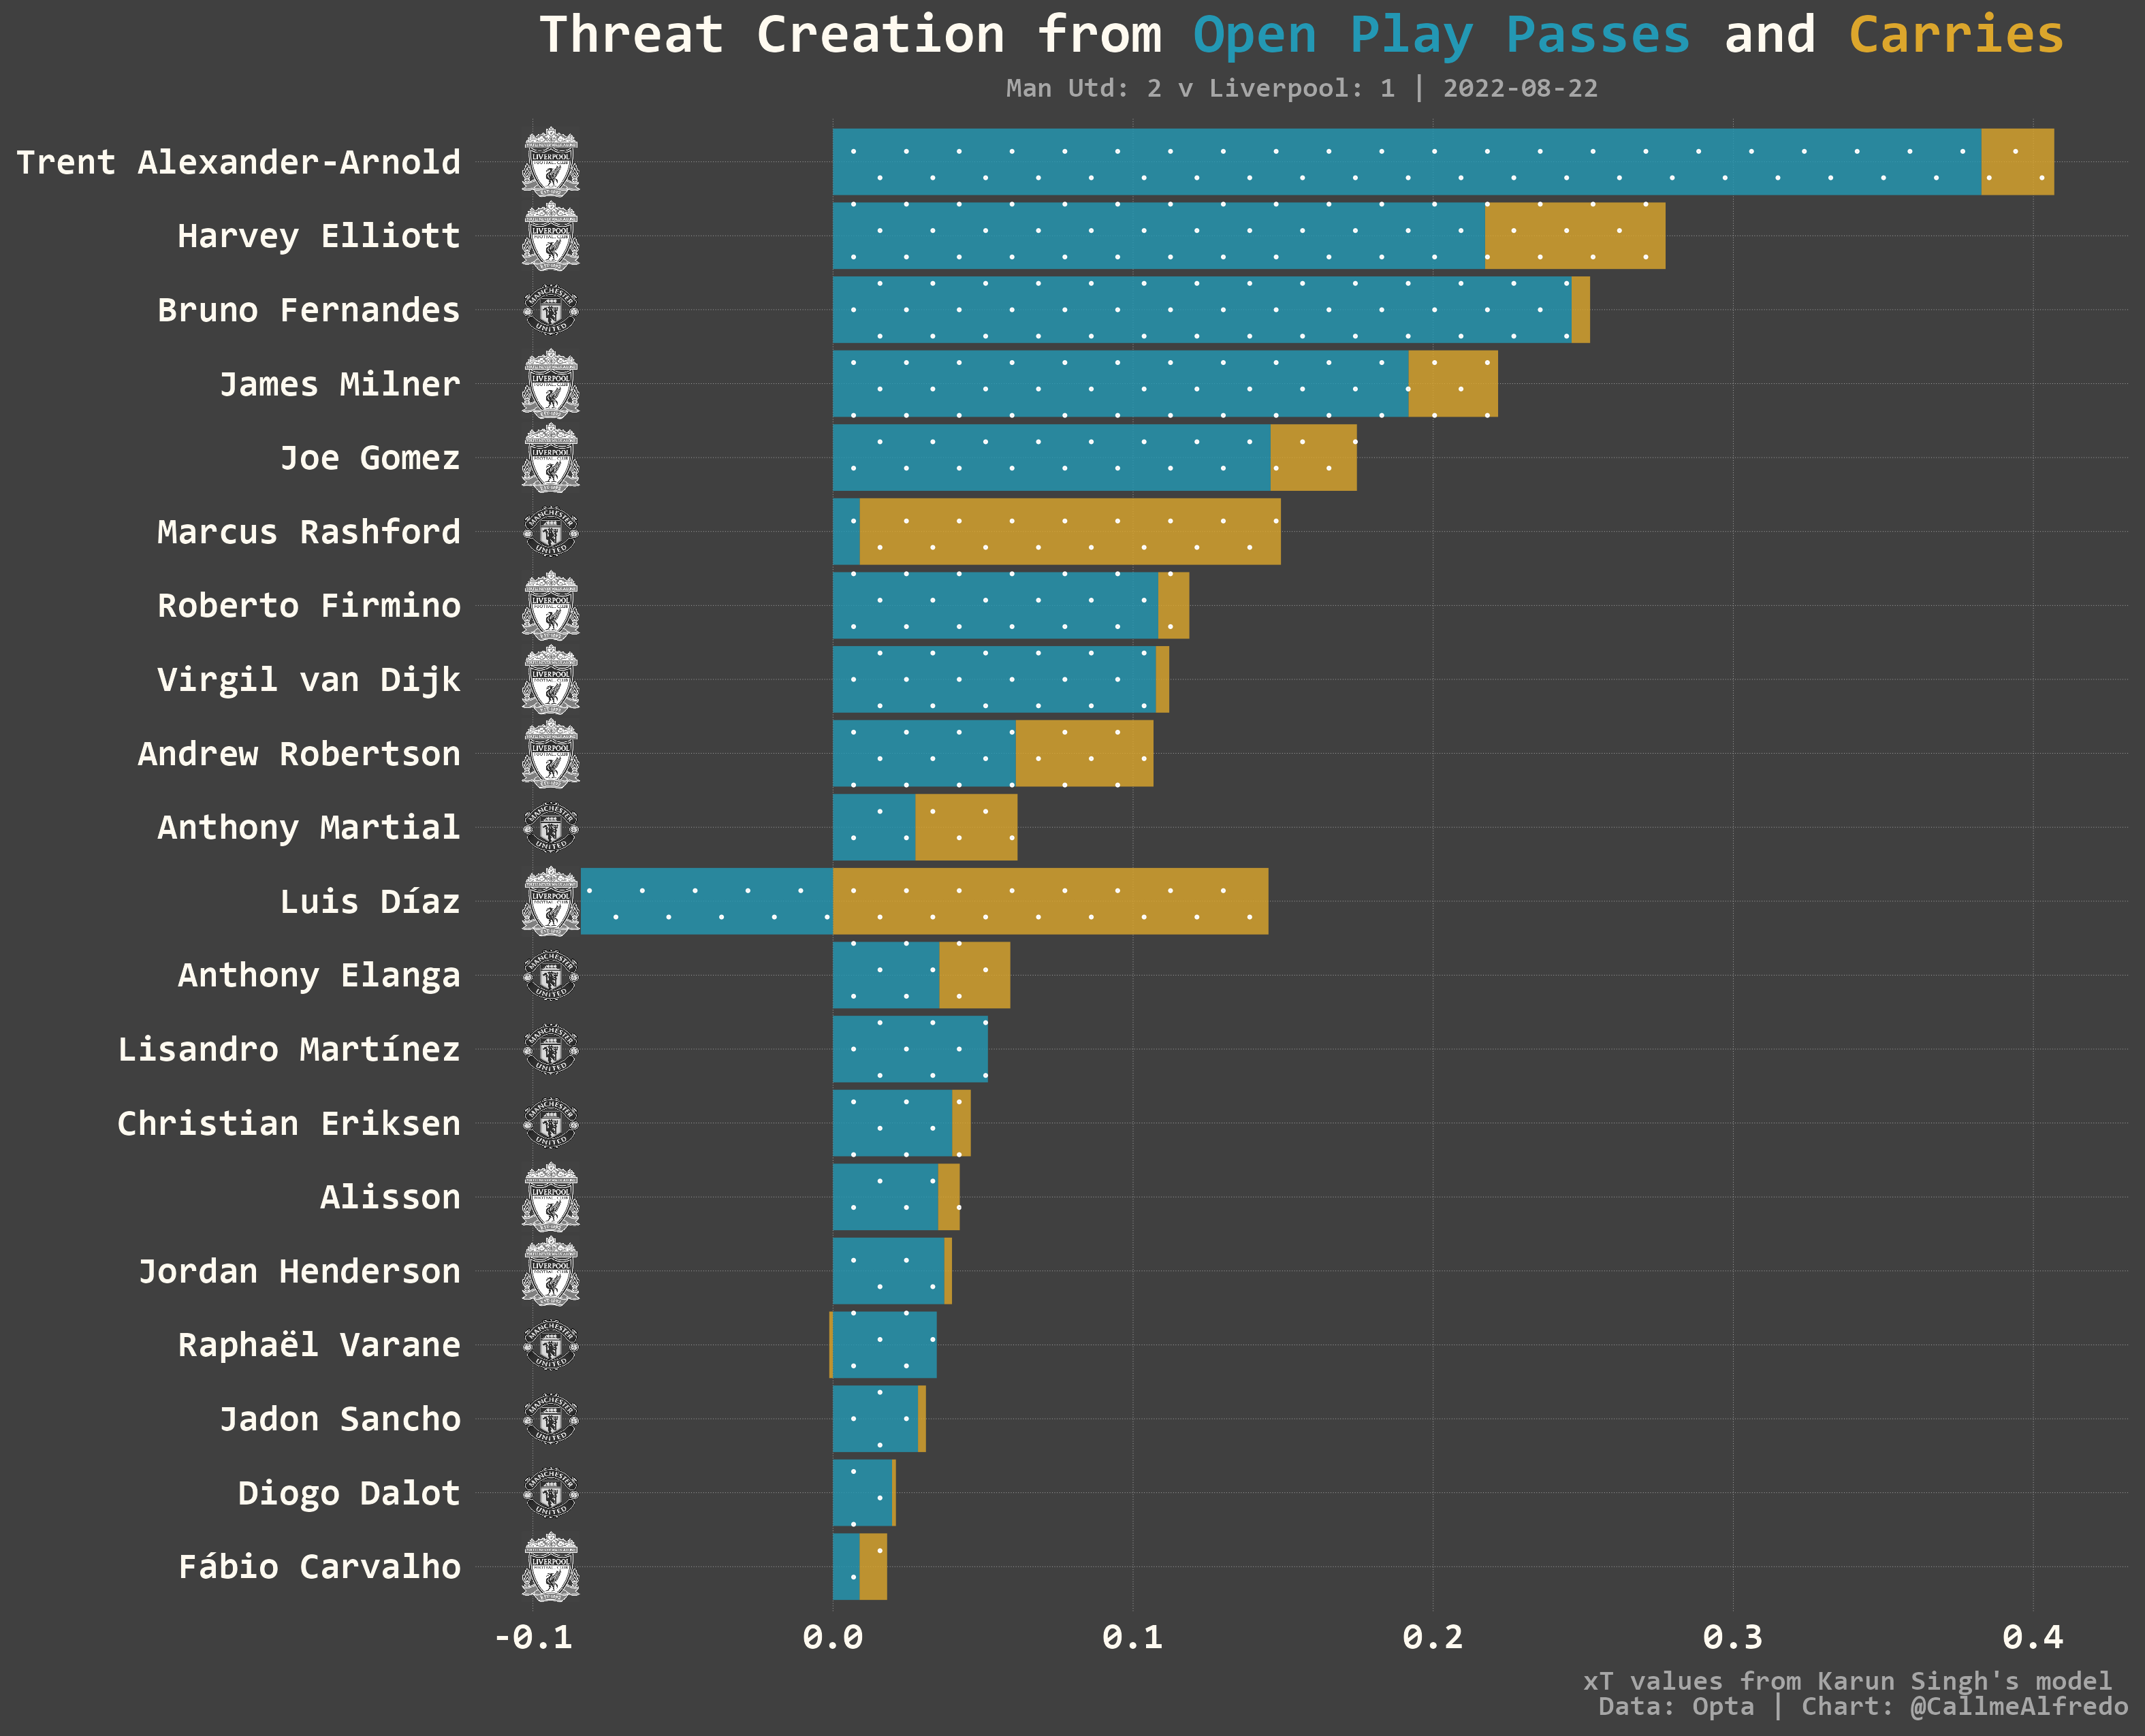 Threat Creation from Open Play Passes and Carries
Man Utd: 2 v Liverpool: 1 | 2022-08-22
Trent Alexander-Arnold
Harvey Elliott
Bruno Fernandes
James Milner
Joe Gomez
Marcus Rashford
Roberto Firmino
Virgil van Dijk
Andrew Robertson
Anthony Martial
Luis Díaz
Anthony Elanga
Lisandro Martínez
Christian Eriksen
Alisson
Jordan Henderson
Raphaël Varane
Jadon Sancho
Diogo Dalot
Fábio Carvalho
-0.1 0.0 0.1 0.2 0.3 0.4
xT values from Karun Singh's model
Data: Opta | Chart: @CallmeAlfredo